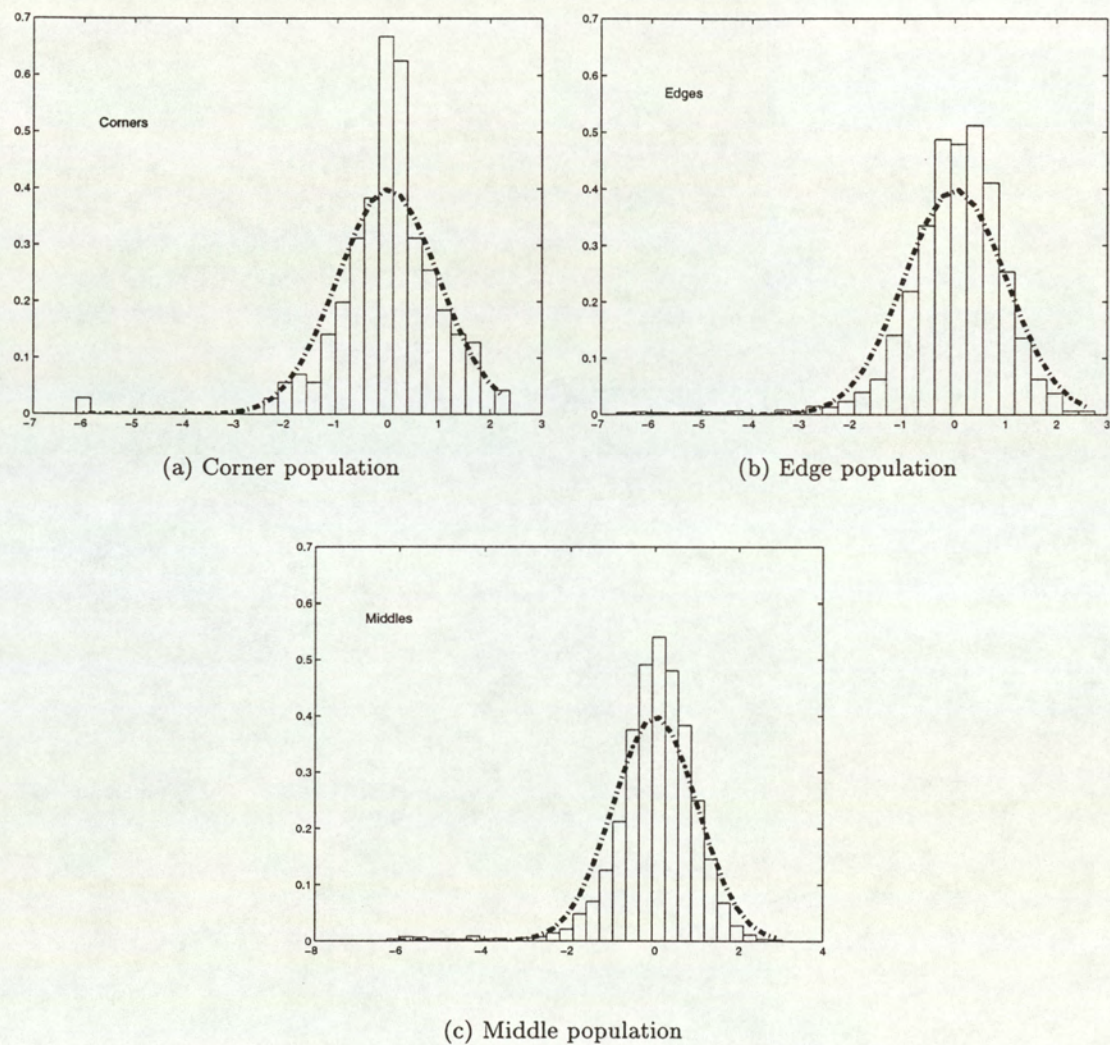 0.7
0.6
0.5
0.4
0.3
0.2
0.1
0
-7 -6 -5 -4 -3 -2 -1 0 1 2 3
Corners
(a) Corner population
0.7
0.6
0.5
0.4
0.3
0.2
0.1
0
-7 -6 -5 -4 -3 -2 -1 0 1 2 3
Edges
(b) Edge population
0.7
0.6
0.5
0.4
0.3
0.2
0.1
0
-8 -6 -4 -2 0 2 4
Middles
(c) Middle population